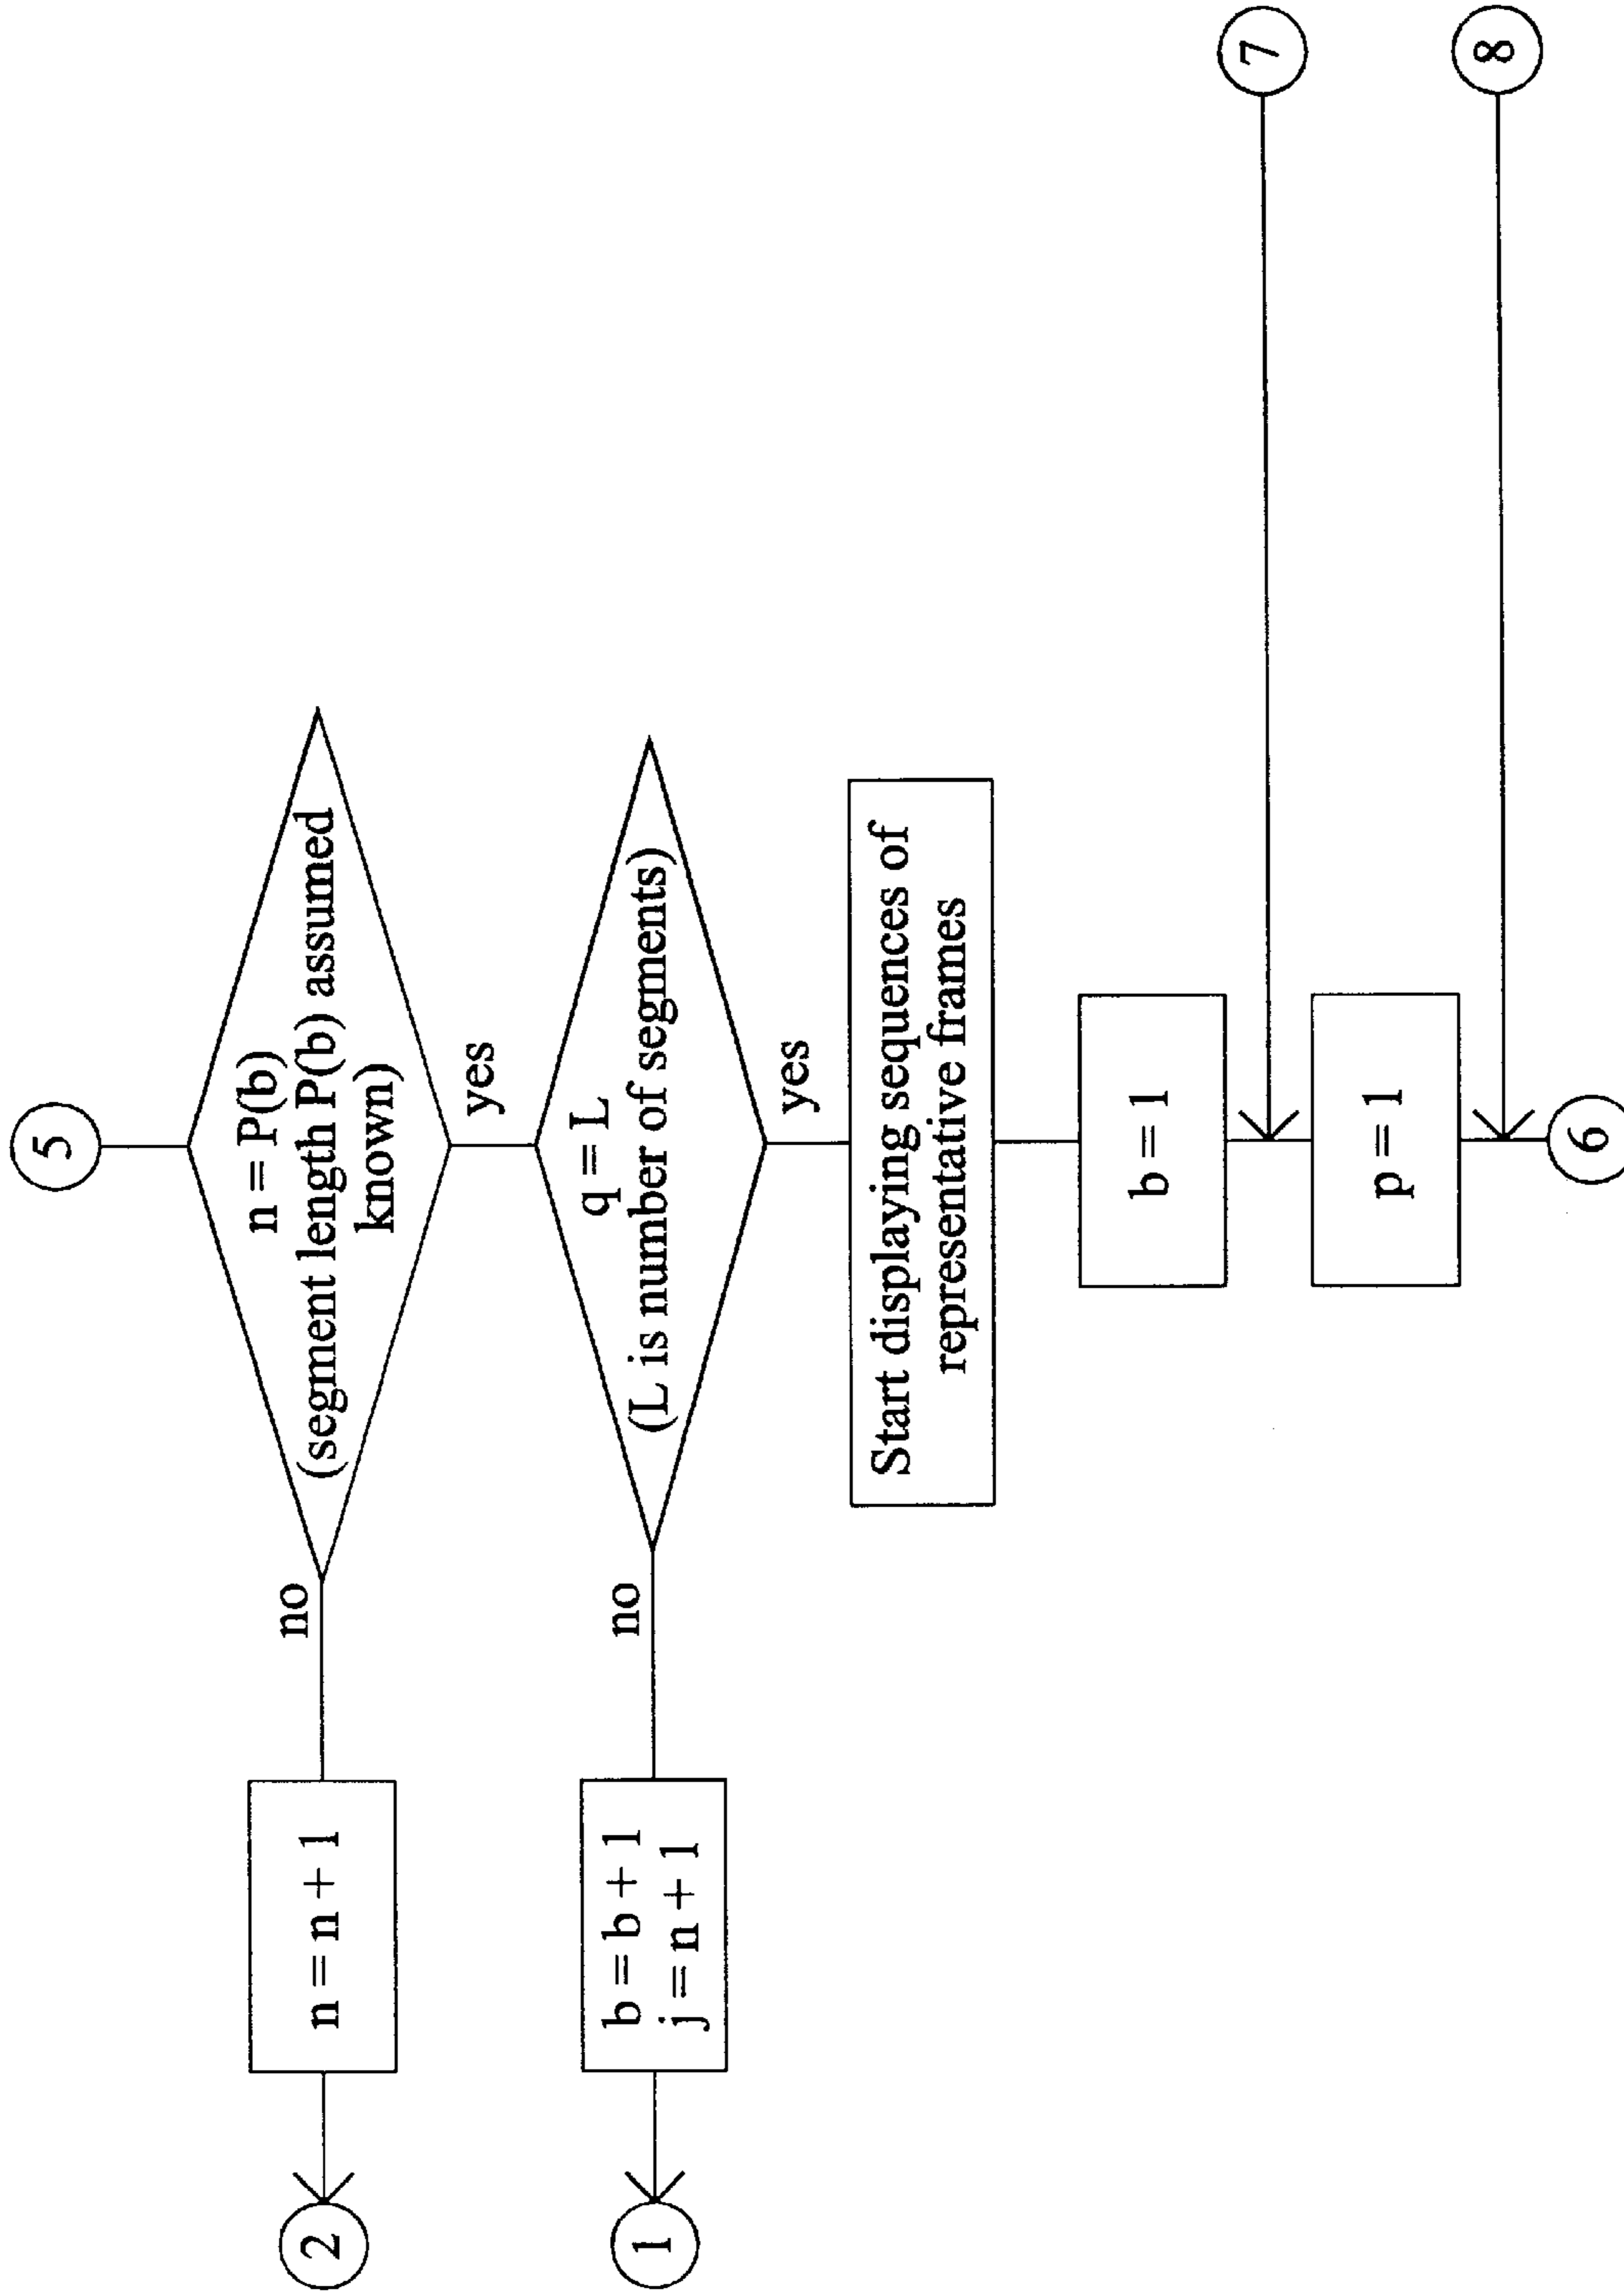 5
n = P(b)
(segment length P(b) assumed
known)
no
n = n + 1
2
yes
q = L
(L is number of segments)
no
b = b + 1
j = n + 1
1
yes
Start displaying sequences of
representative frames
b = 1
7
p = 1
8
6